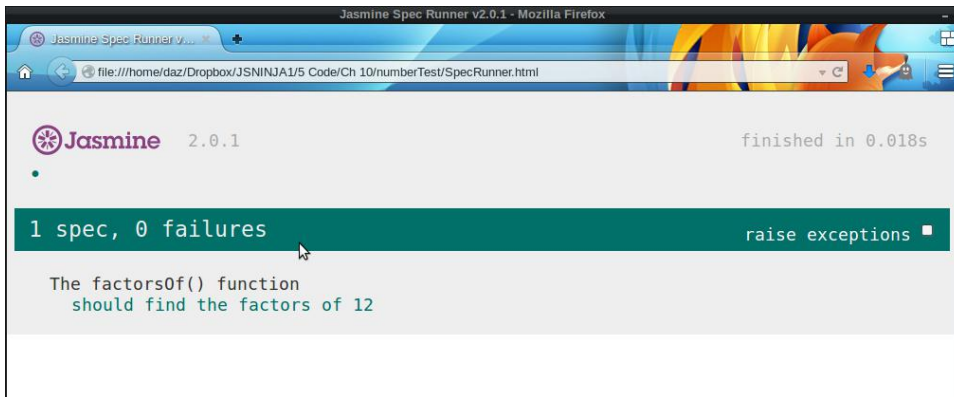 Jasmine Spec Runner v2.0.1 - Mozilla Firefox
Jasmine Spec Runner v...
file:///home/daz/Dropbox/JSNINJA1/5 Code/Ch 10/numberTest/SpecRunner.html
Jasmine 2.0.1 finished in 0.018s
1 spec, 0 failures raise exceptions
The factorsOf() function
should find the factors of 12